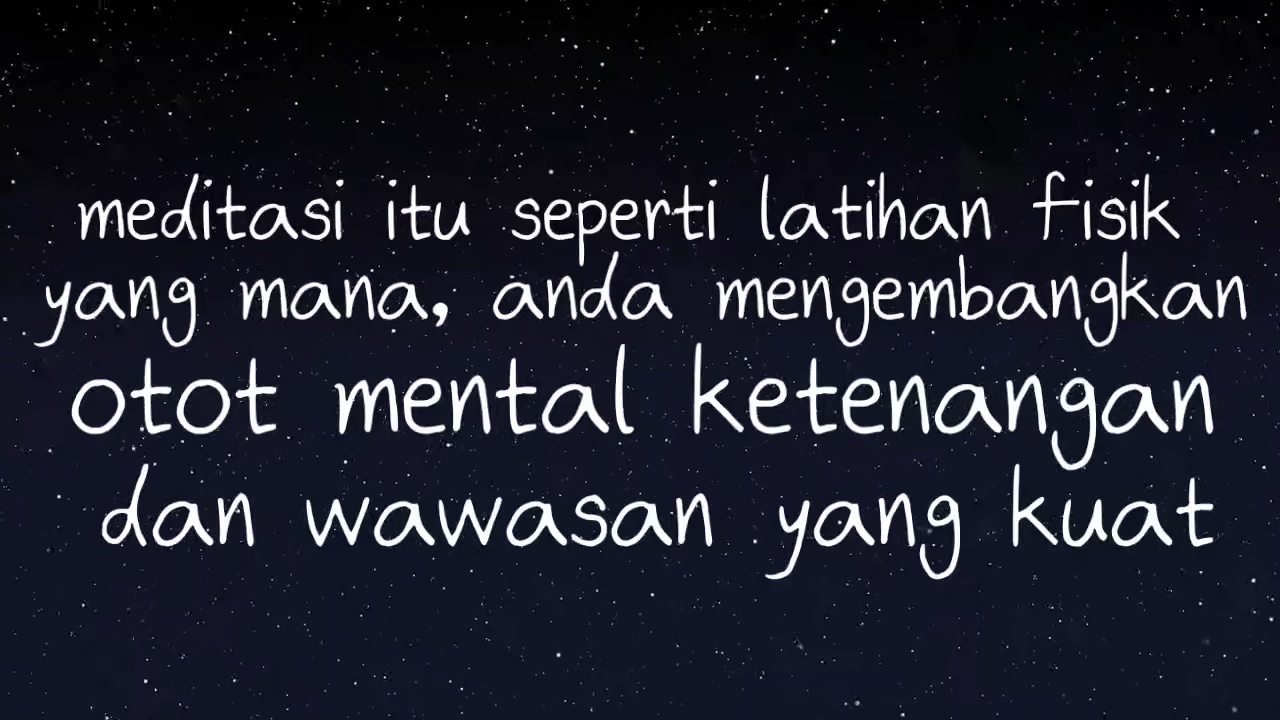 meditasi itu seperti latihan fisik
yang mana, anda mengembangkan
otot mental ketenangan
dan wawasan yang kuat